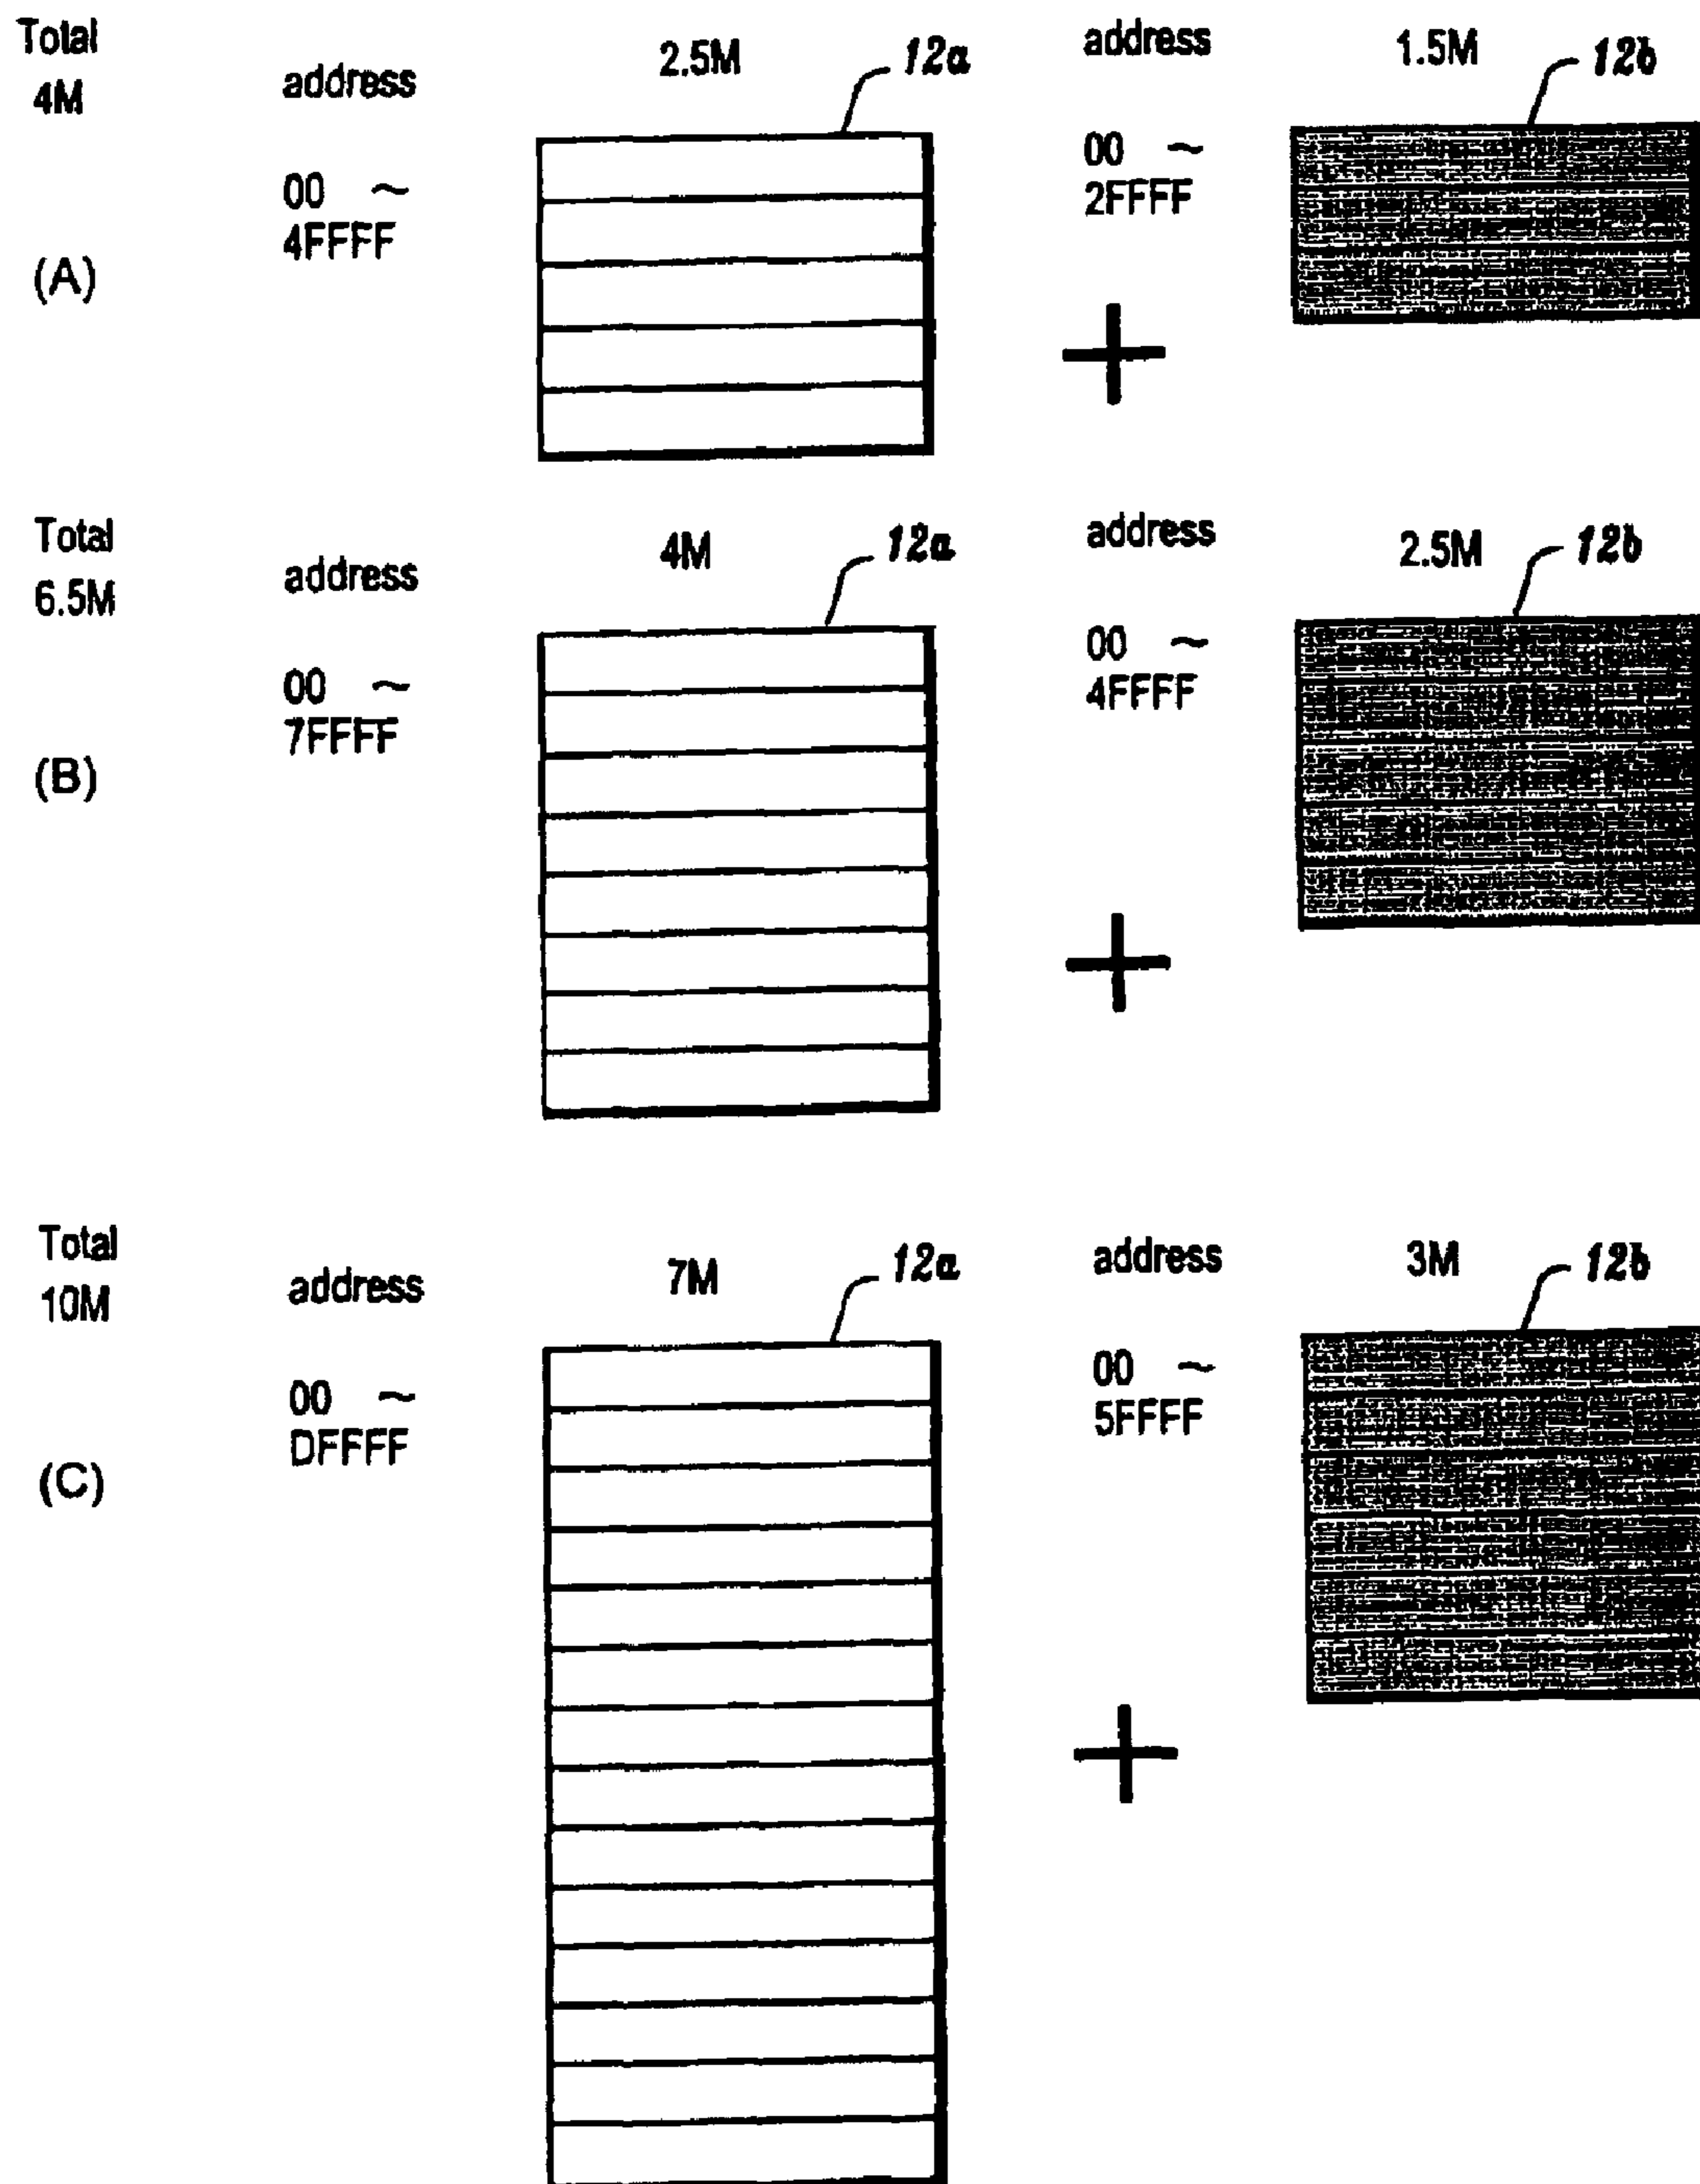 Total
4M
address
2.5M
12a
address
1.5M
12b
00 ~
4FFFF
00 ~
2FFFF
(A)
+
Total
6.5M
address
4M
12a
address
2.5M
12b
00 ~
7FFFF
00 ~
4FFFF
(B)
+
Total
10M
address
7M
12a
address
3M
12b
00 ~
DFFFF
00 ~
5FFFF
(C)
+